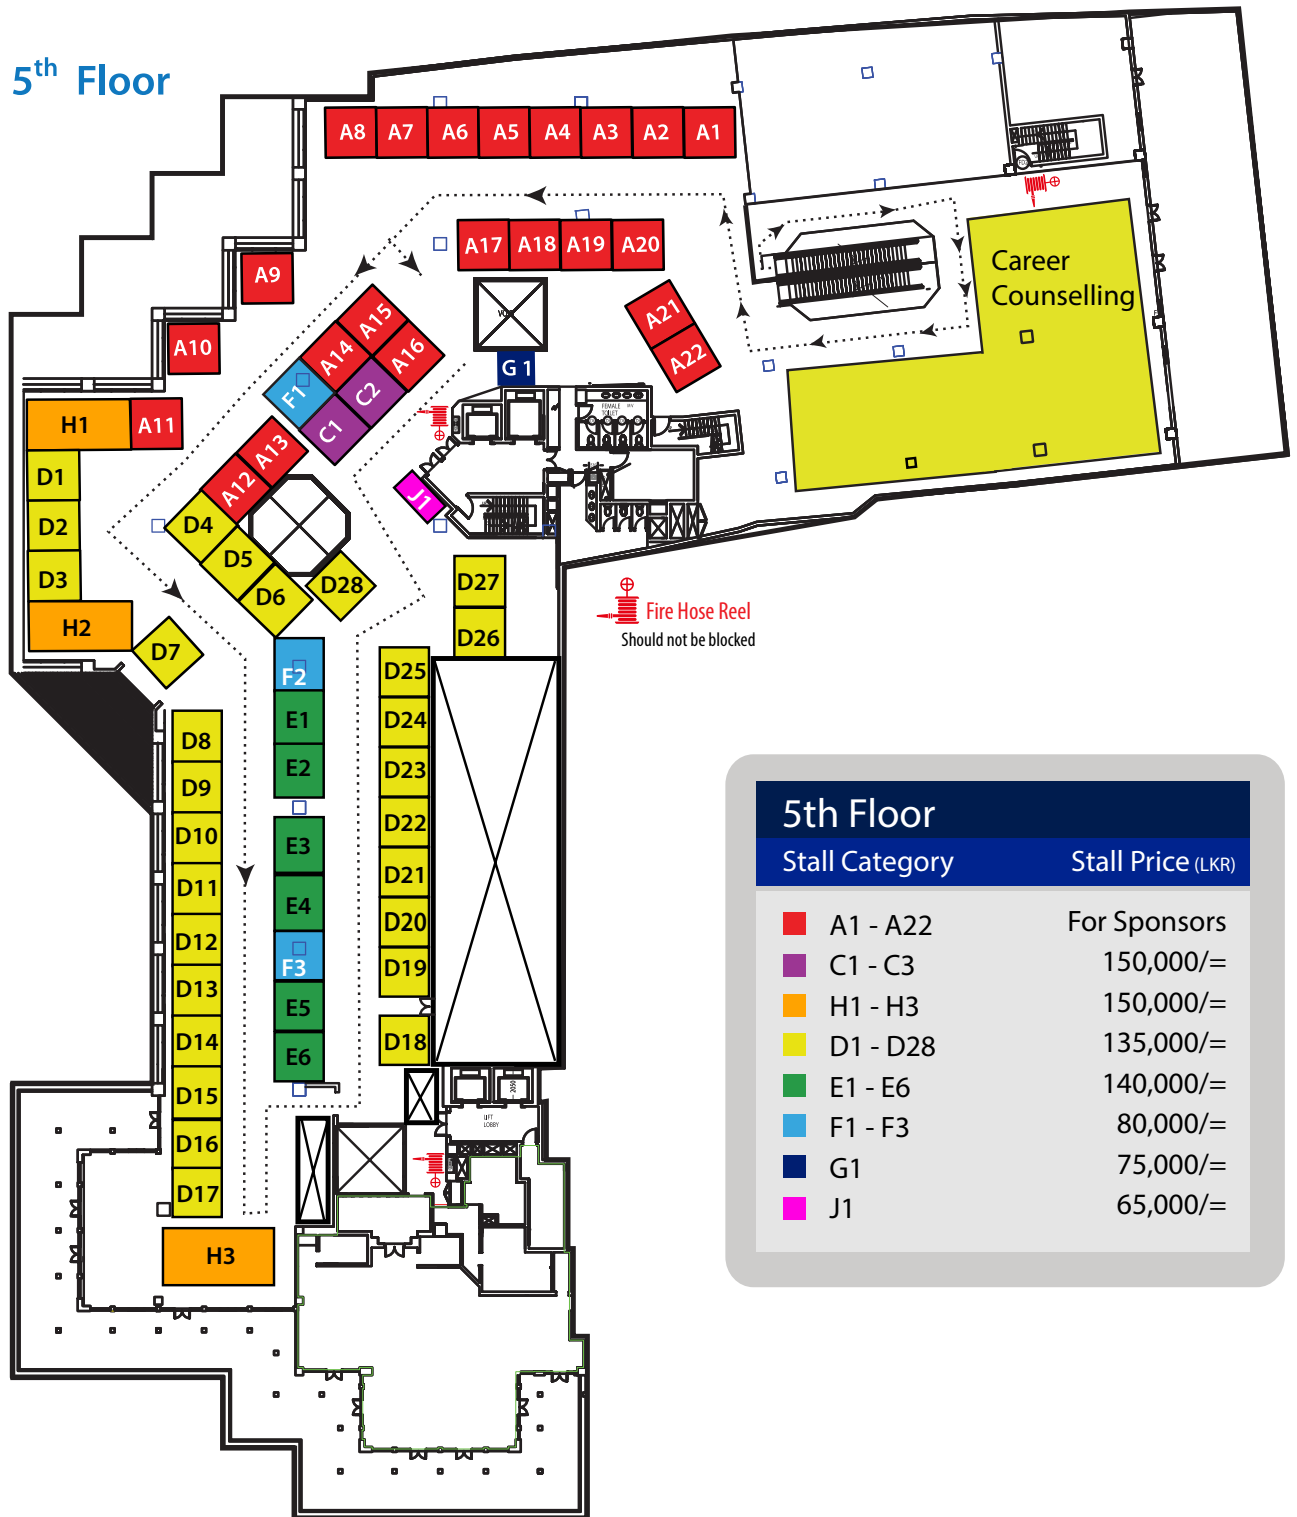 5th Floor
A8 A7 A6 A5 A4 A3 A2 A1
A17 A18 A19 A20
A9
A10
A21
A22
Career
Counselling
A15
A14
A16
F1
C2
C1
G 1
H1 A11
A13
A12
D1
D2
D3
H2
J1
FEMALE
TOILET
D4
D5
D6
D28
D7
D27
D26
Fire Hose Reel
Should not be blocked
F2
E1
E2
E3
E4
F3
E5
E6
D25
D24
D23
D22
D21
D20
D19
D18
D8
D9
D10
D11
D12
D13
D14
D15
D16
D17
H3
2050
LIFT
LOBBY
5th Floor
Stall Category Stall Price (LKR)
A1 - A22 For Sponsors
C1 - C3 150,000/=
H1 - H3 150,000/=
D1 - D28 135,000/=
E1 - E6 140,000/=
F1 - F3 80,000/=
G1 75,000/=
J1 65,000/=